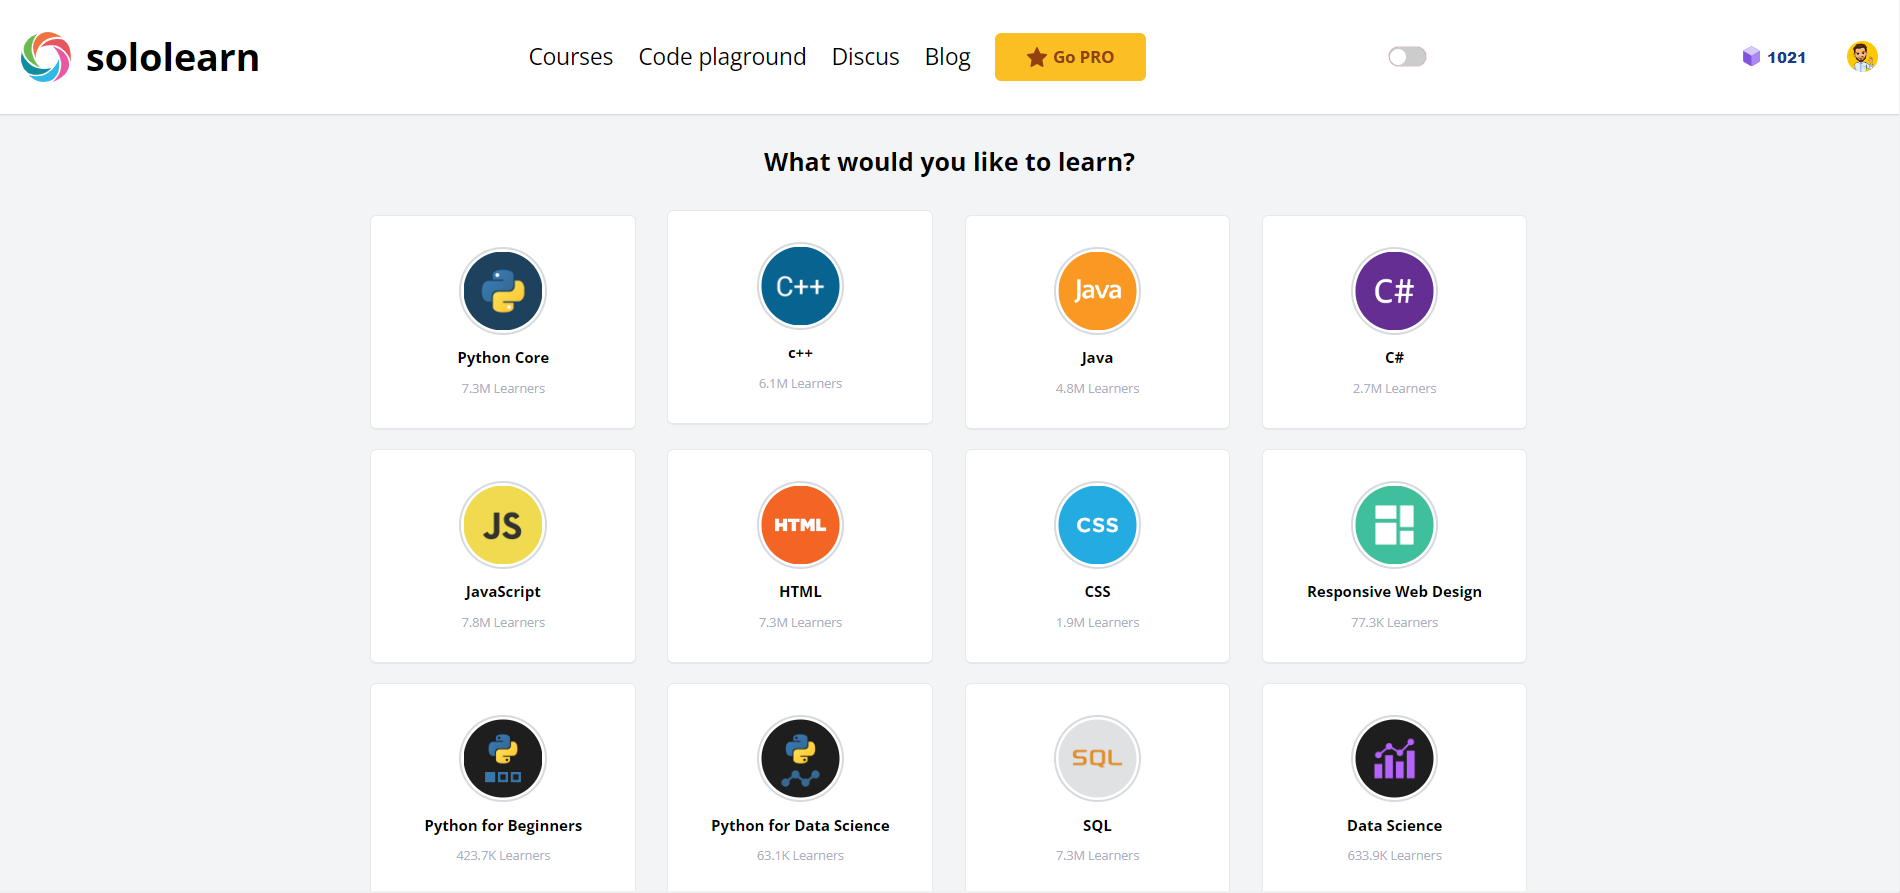 sololearn
Courses Code plaground Discus Blog Go PRO 1021
What would you like to learn?
C++ Java C#
Python Core c++ Java C#
7.3M Learners 6.1M Learners 4.8M Learners 2.7M Learners
JS HTML CSS
JavaScript HTML CSS Responsive Web Design
7.8M Learners 7.3M Learners 1.9M Learners 77.3K Learners
SQL
Python for Beginners Python for Data Science SQL Data Science
423.7K Learners 63.1K Learners 7.3M Learners 633.9K Learners